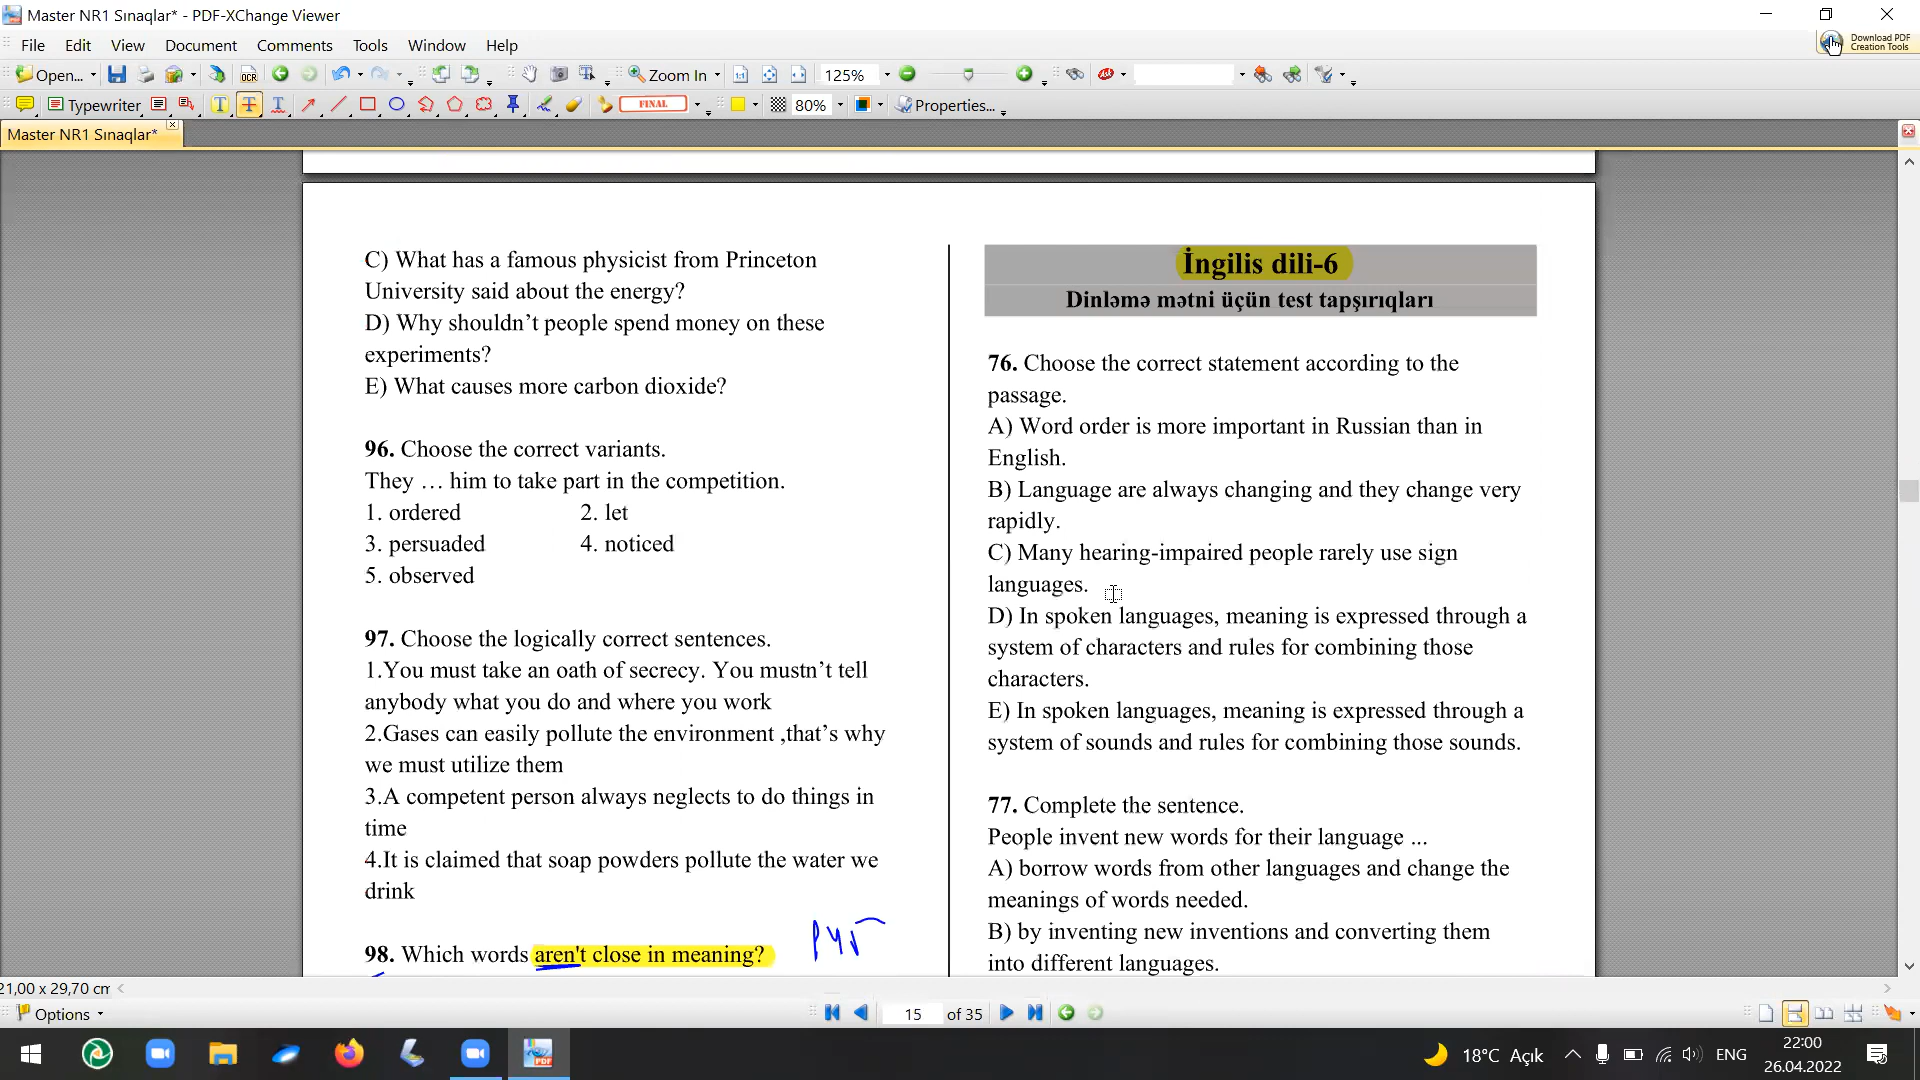 Master NR1 Sınaqlar* - PDF-XChange Viewer
File Edit View Document Comments Tools Window Help
Download PDF
Creation Tools
Open...
OCR
Zoom In
125%
Typewriter
FINAL
80%
Properties...
Master NR1 Sınaqlar*
C) What has a famous physicist from Princeton
University said about the energy?
D) Why shouldn’t people spend money on these
experiments?
E) What causes more carbon dioxide?
96. Choose the correct variants.
They … him to take part in the competition.
1. ordered 2. let
3. persuaded 4. noticed
5. observed
97. Choose the logically correct sentences.
1.You must take an oath of secrecy. You mustn’t tell
anybody what you do and where you work
2.Gases can easily pollute the environment ,that’s why
we must utilize them
3.A competent person always neglects to do things in
time
4.It is claimed that soap powders pollute the water we
drink
98. Which words aren't close in meaning?
İngilis dili-6
Dinləmə mətni üçün test tapşırıqları
76. Choose the correct statement according to the
passage.
A) Word order is more important in Russian than in
English.
B) Language are always changing and they change very
rapidly.
C) Many hearing-impaired people rarely use sign
languages.
D) In spoken languages, meaning is expressed through a
system of characters and rules for combining those
characters.
E) In spoken languages, meaning is expressed through a
system of sounds and rules for combining those sounds.
77. Complete the sentence.
People invent new words for their language ...
A) borrow words from other languages and change the
meanings of words needed.
B) by inventing new inventions and converting them
into different languages.
21,00 x 29,70 cm
Options
15 of 35
18°C Açık
ENG
22:00
26.04.2022